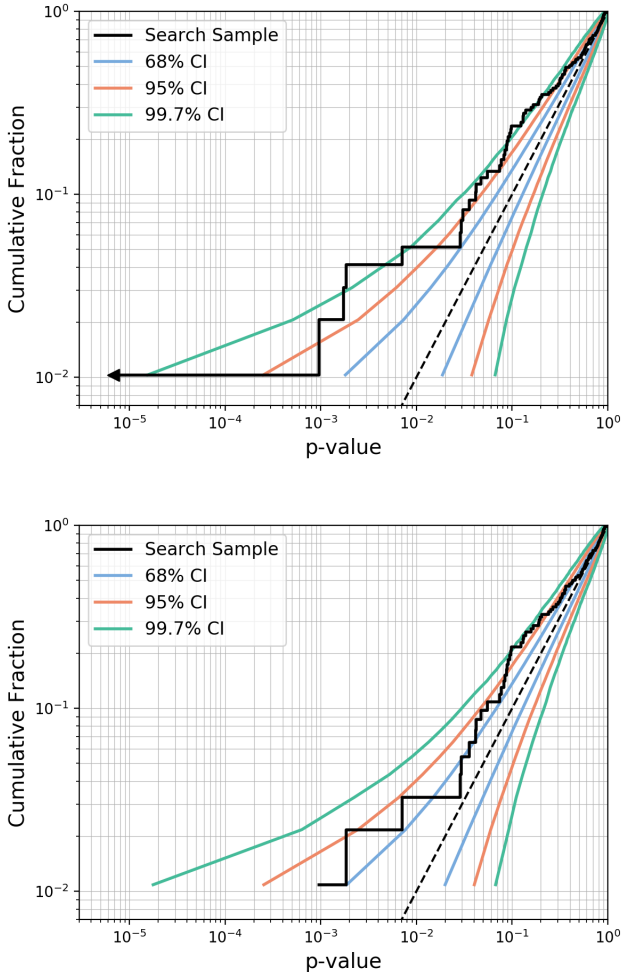 10⁰
10⁻¹
10⁻²
Cumulative Fraction
Search Sample
68% CI
95% CI
99.7% CI
10⁻⁵ 10⁻⁴ 10⁻³ 10⁻² 10⁻¹ 10⁰
p-value
10⁰
10⁻¹
10⁻²
Cumulative Fraction
Search Sample
68% CI
95% CI
99.7% CI
10⁻⁵ 10⁻⁴ 10⁻³ 10⁻² 10⁻¹ 10⁰
p-value